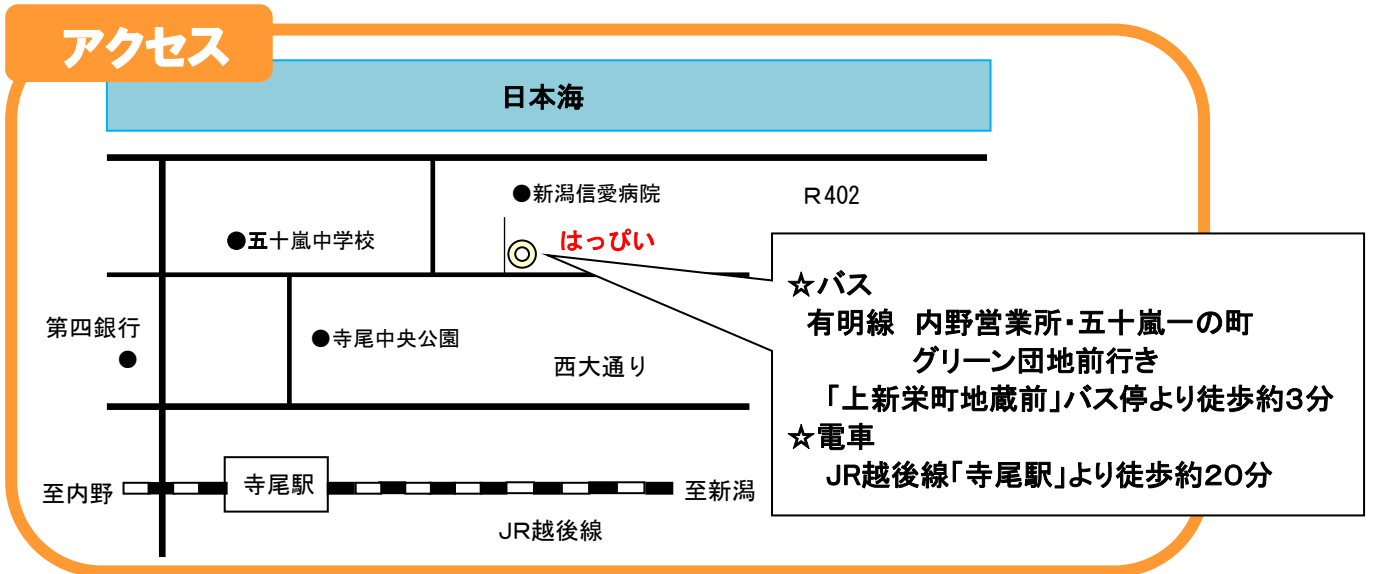 アクセス
日本海
●新潟信愛病院
R402
●五十嵐中学校
はっぴい
第四銀行
●寺尾中央公園
西大通り
至内野
寺尾駅
至新潟
JR越後線
☆バス
有明線 内野営業所・五十嵐一の町
グリーン団地前行き
「上新栄町地蔵前」バス停より徒歩約3分
☆電車
JR越後線「寺尾駅」より徒歩約20分